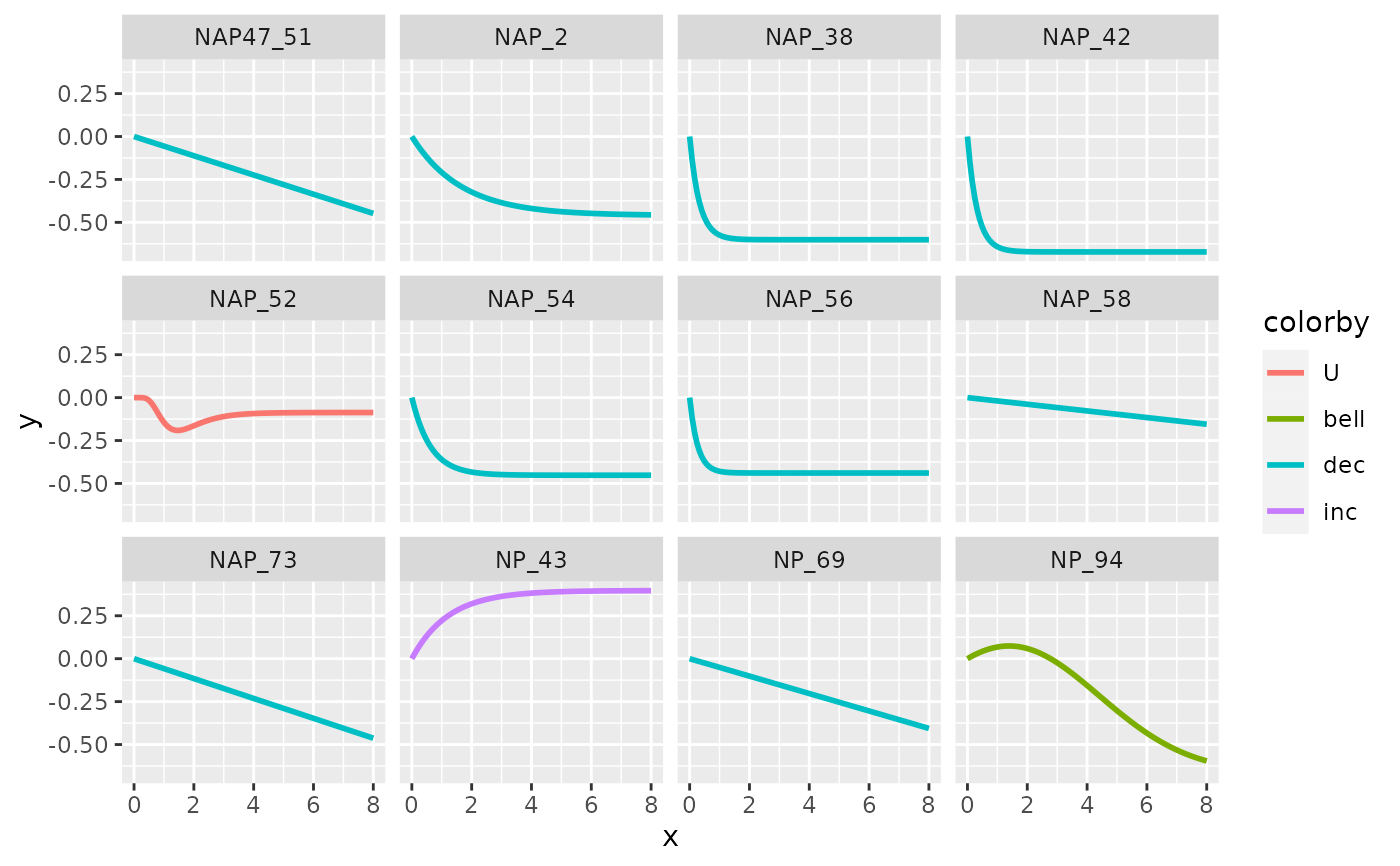 NAP47_51 NAP_2 NAP_38 NAP_42
0.25
0.00
-0.25
-0.50
NAP_52 NAP_54 NAP_56 NAP_58
0.25
0.00
-0.25
-0.50
NAP_73 NP_43 NP_69 NP_94
0.25
0.00
-0.25
-0.50
0 2 4 6 8 0 2 4 6 8 0 2 4 6 8 0 2 4 6 8
x
y
colorby
U
bell
dec
inc